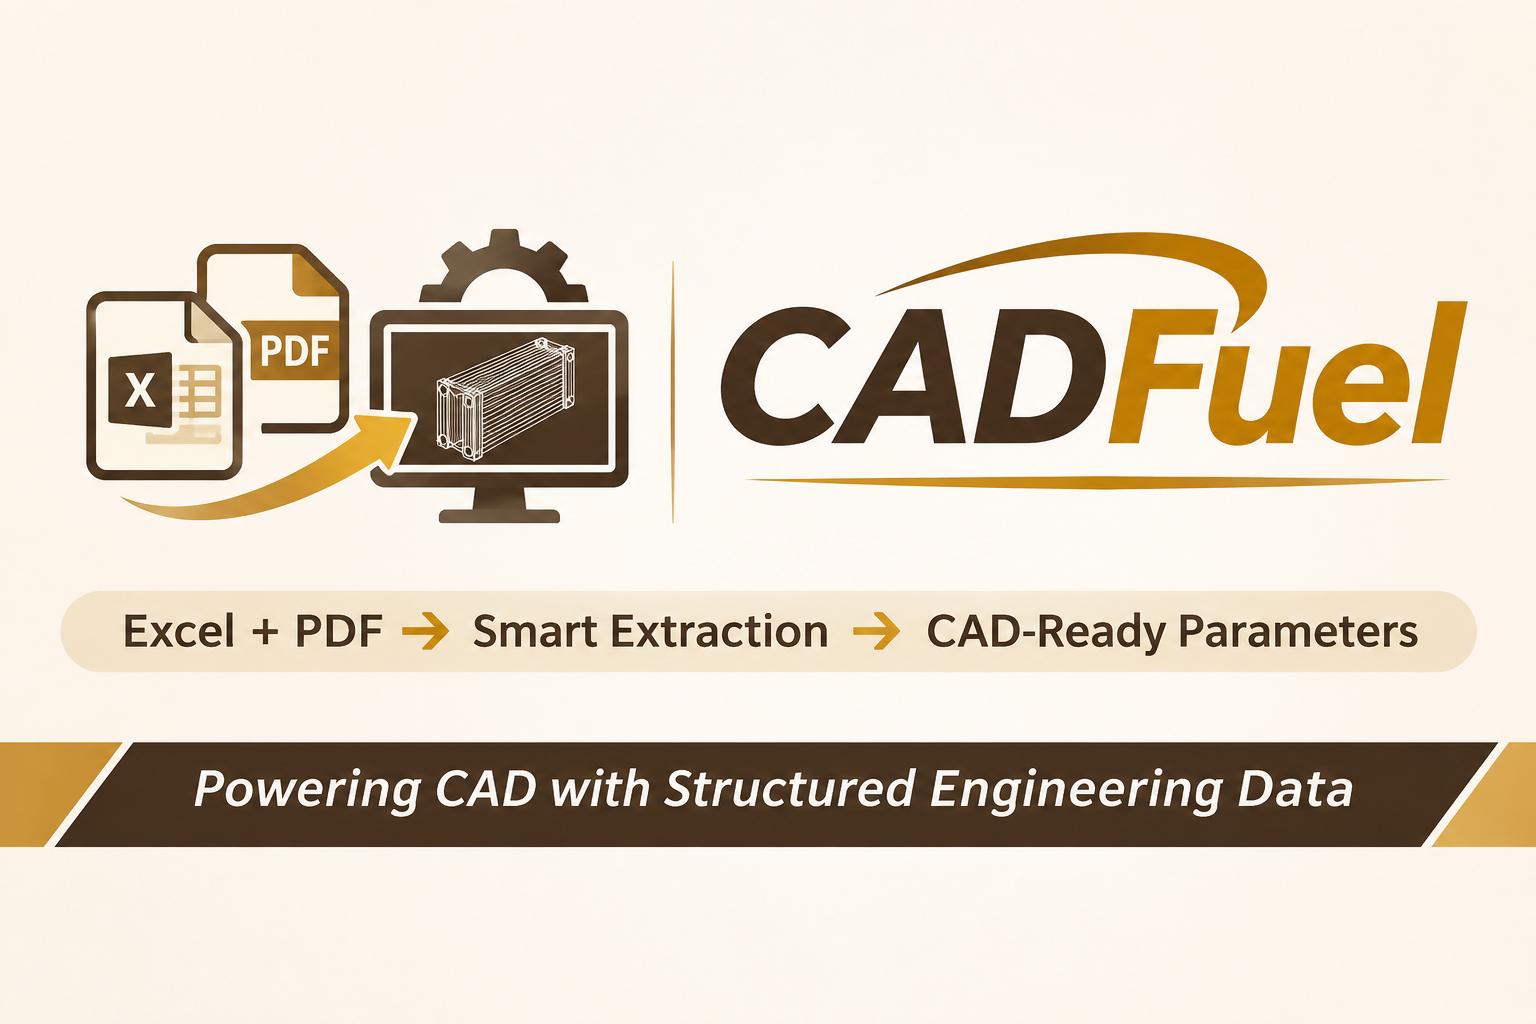 X
PDF
CADFuel
Excel + PDF → Smart Extraction → CAD-Ready Parameters
Powering CAD with Structured Engineering Data